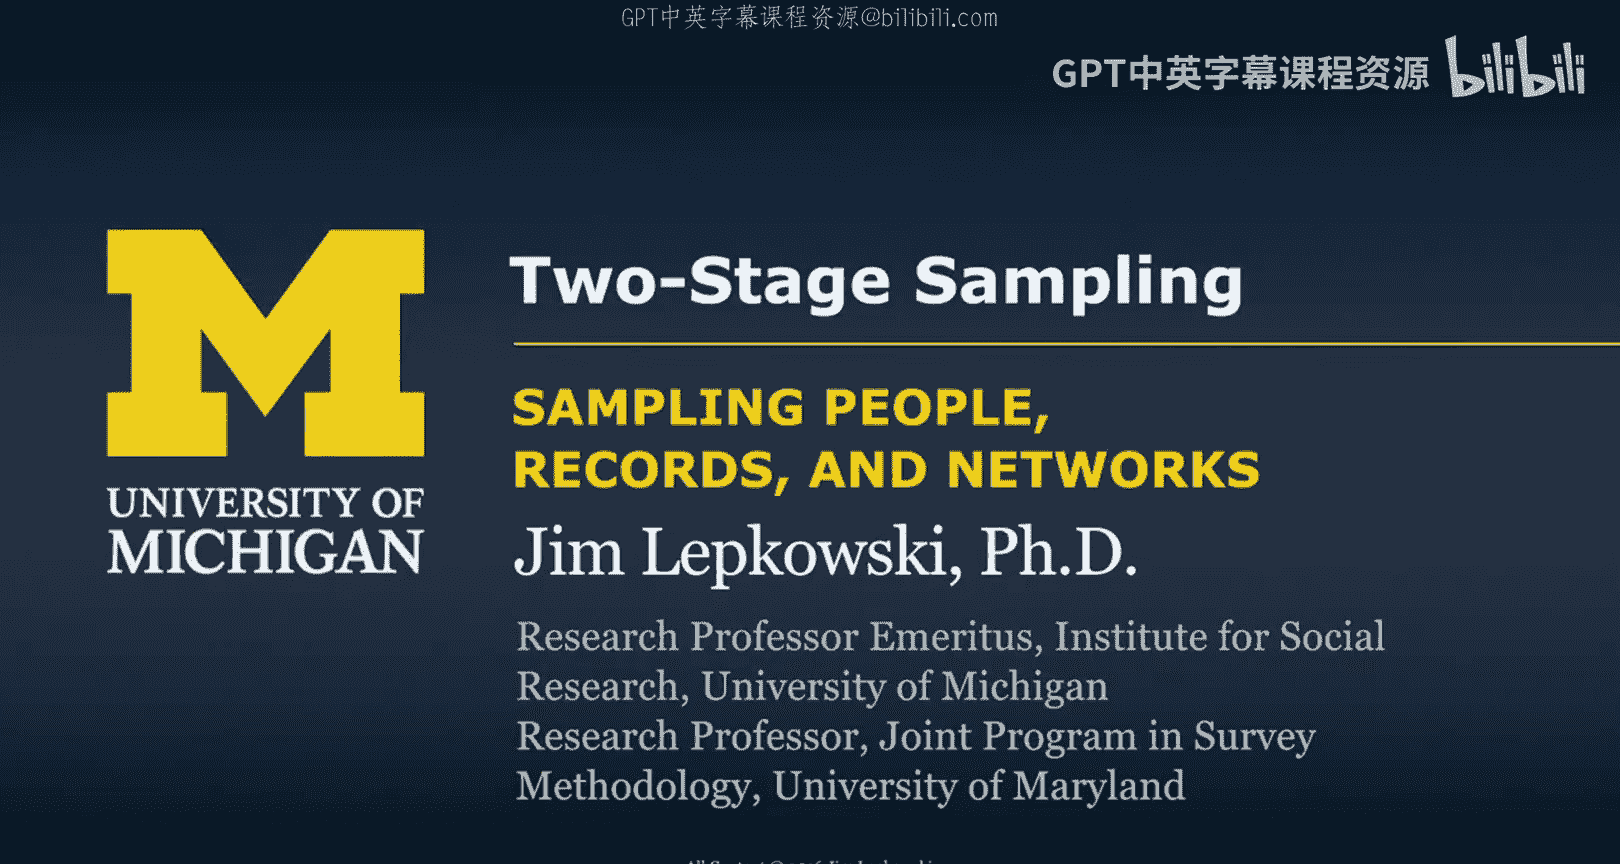 GPT中英字幕课程资源@bilibili.com
GPT中英字幕课程资源 bilibili
Two-Stage Sampling
SAMPLING PEOPLE,
RECORDS, AND NETWORKS
Jim Lepkowski, Ph.D.
Research Professor Emeritus, Institute for Social
Research, University of Michigan
Research Professor, Joint Program in Survey
Methodology, University of Maryland
UNIVERSITY OF
MICHIGAN